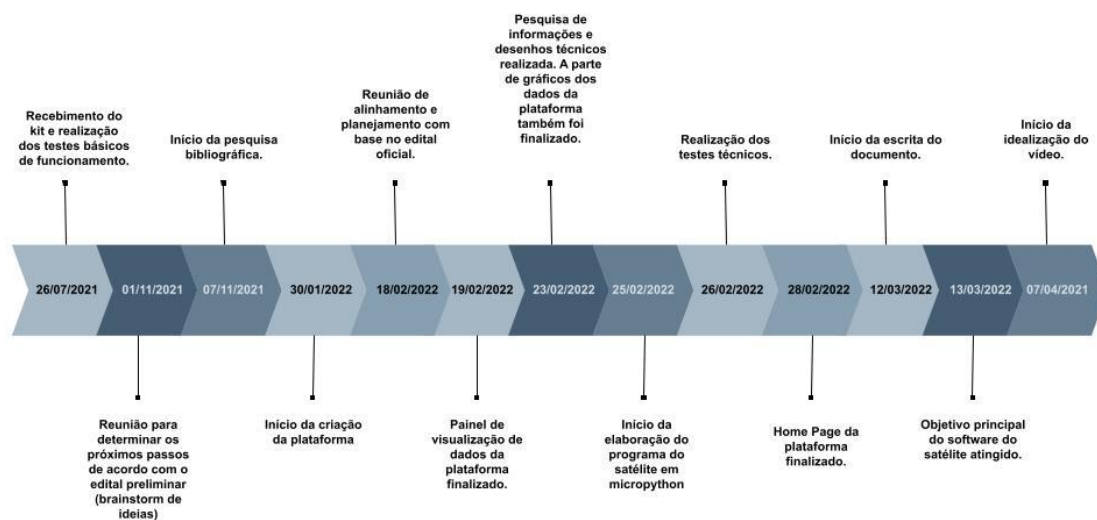 Recebimento do
kit e realização
dos testes básicos
de funcionamento.
Início da pesquisa
bibliográfica.
Reunião de
alinhamento e
planejamento com
base no edital
oficial.
Pesquisa de
informações e
desenhos técnicos
realizada. A parte
de gráficos dos
dados da
plataforma
também foi
finalizado.
Realização dos
testes técnicos.
Início da escrita do
documento.
Início da
idealização do
vídeo.
26/07/2021
01/11/2021
07/11/2021
30/01/2022
18/02/2022
19/02/2022
23/02/2022
25/02/2022
26/02/2022
28/02/2022
12/03/2022
13/03/2022
07/04/2021
Reunião para
determinar os
próximos passos
de acordo com o
edital preliminar
(brainstorm de
ideias)
Início da criação
da plataforma
Painel de
visualização de
dados da
plataforma
finalizado.
Início da
elaboração do
programa do
satélite em
micropython
Home Page da
plataforma
finalizado.
Objetivo principal
do software do
satélite atingido.